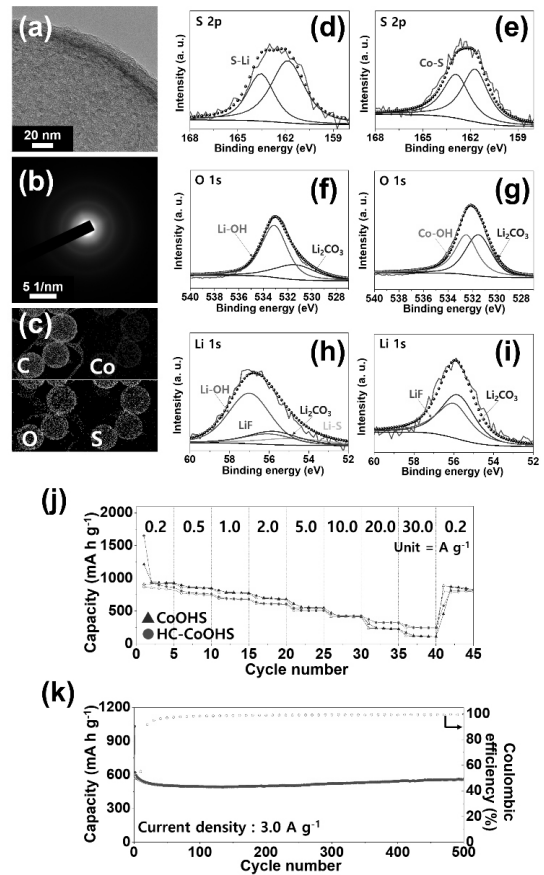 (a)
20 nm
(b)
5 1/nm
(c)
C
Co
O
S
S 2p
(d)
S-Li
Intensity (a. u.)
168 165 162 159
Binding energy (eV)
S 2p
(e)
Co-S
Intensity (a. u.)
168 165 162 159
Binding energy (eV)
O 1s
(f)
Li-OH
Li2CO3
Intensity (a. u.)
540 538 536 534 532 530 528
Binding energy (eV)
O 1s
(g)
Co-OH
Li2CO3
Intensity (a. u.)
540 538 536 534 532 530 528
Binding energy (eV)
Li 1s
(h)
Li-OH
LiF
Li2CO3
Li-S
Intensity (a. u.)
60 58 56 54 52
Binding energy (eV)
Li 1s
(i)
LiF
Li2CO3
Intensity (a. u.)
60 58 56 54 52
Binding energy (eV)
(j)
Capacity (mA h g-1)
2000
1500
1000
500
0
0.2 0.5 1.0 2.0 5.0 10.0 20.0 30.0 0.2
Unit = A g-1
▲ CoOHS
● HC-CoOHS
0 5 10 15 20 25 30 35 40 45
Cycle number
(k)
Capacity (mA h g-1)
1200
900
600
300
0
Current density : 3.0 A g-1
100
80
60
40
20
0
Coulombic
efficiency (%)
0 100 200 300 400 500
Cycle number